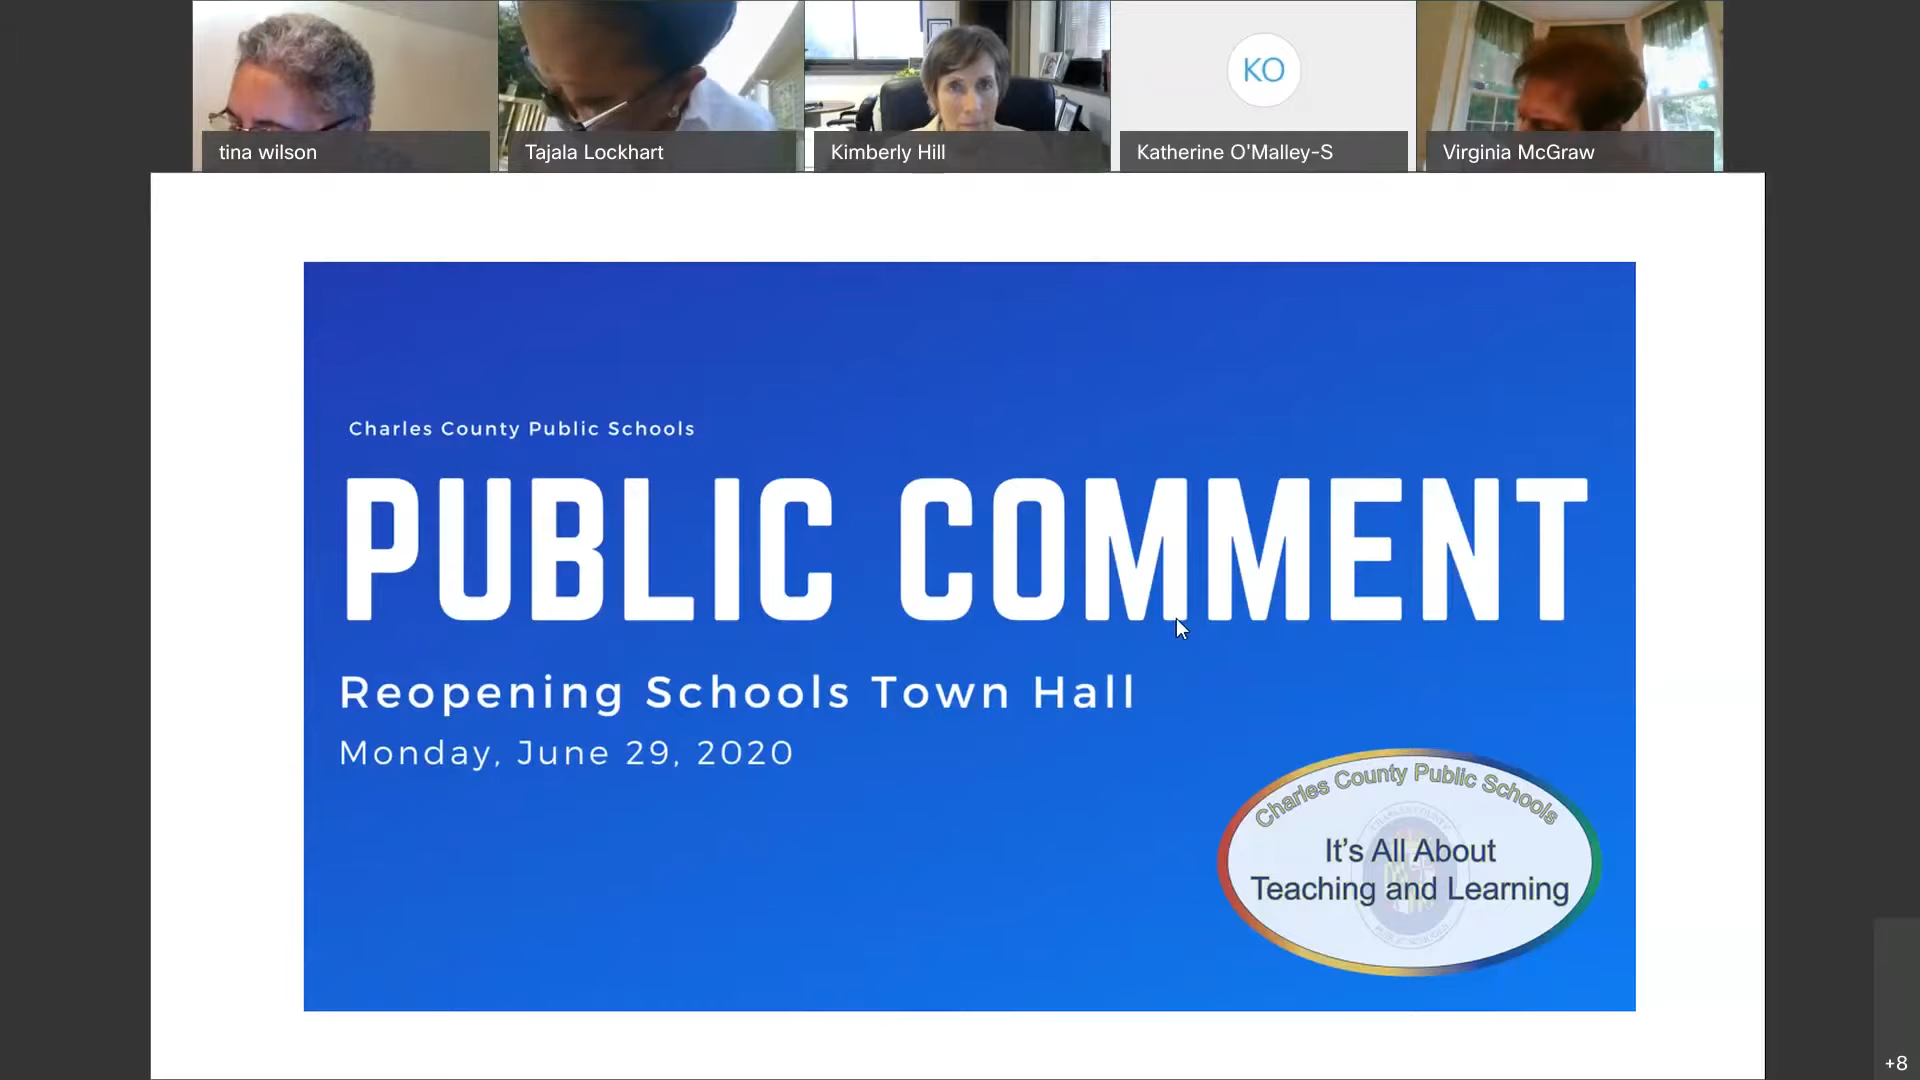 tina wilson
Tajala Lockhart
Kimberly Hill
KO
Katherine O'Malley-S
Virginia McGraw
Charles County Public Schools
PUBLIC COMMENT
Reopening Schools Town Hall
Monday, June 29, 2020
Charles County Public Schools
It's All About
Teaching and Learning
+8